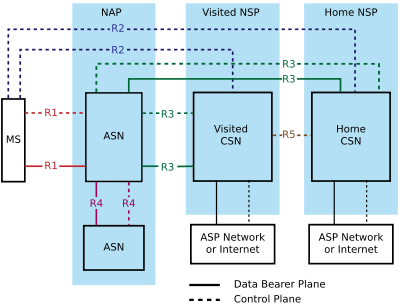 NAP
Visited NSP
Home NSP
R2
R2
R3
R3
R1
R3
MS
ASN
Visited
CSN
R5
Home
CSN
R1
R3
R4
R4
ASN
ASP Network
or Internet
ASP Network
or Internet
Data Bearer Plane
Control Plane